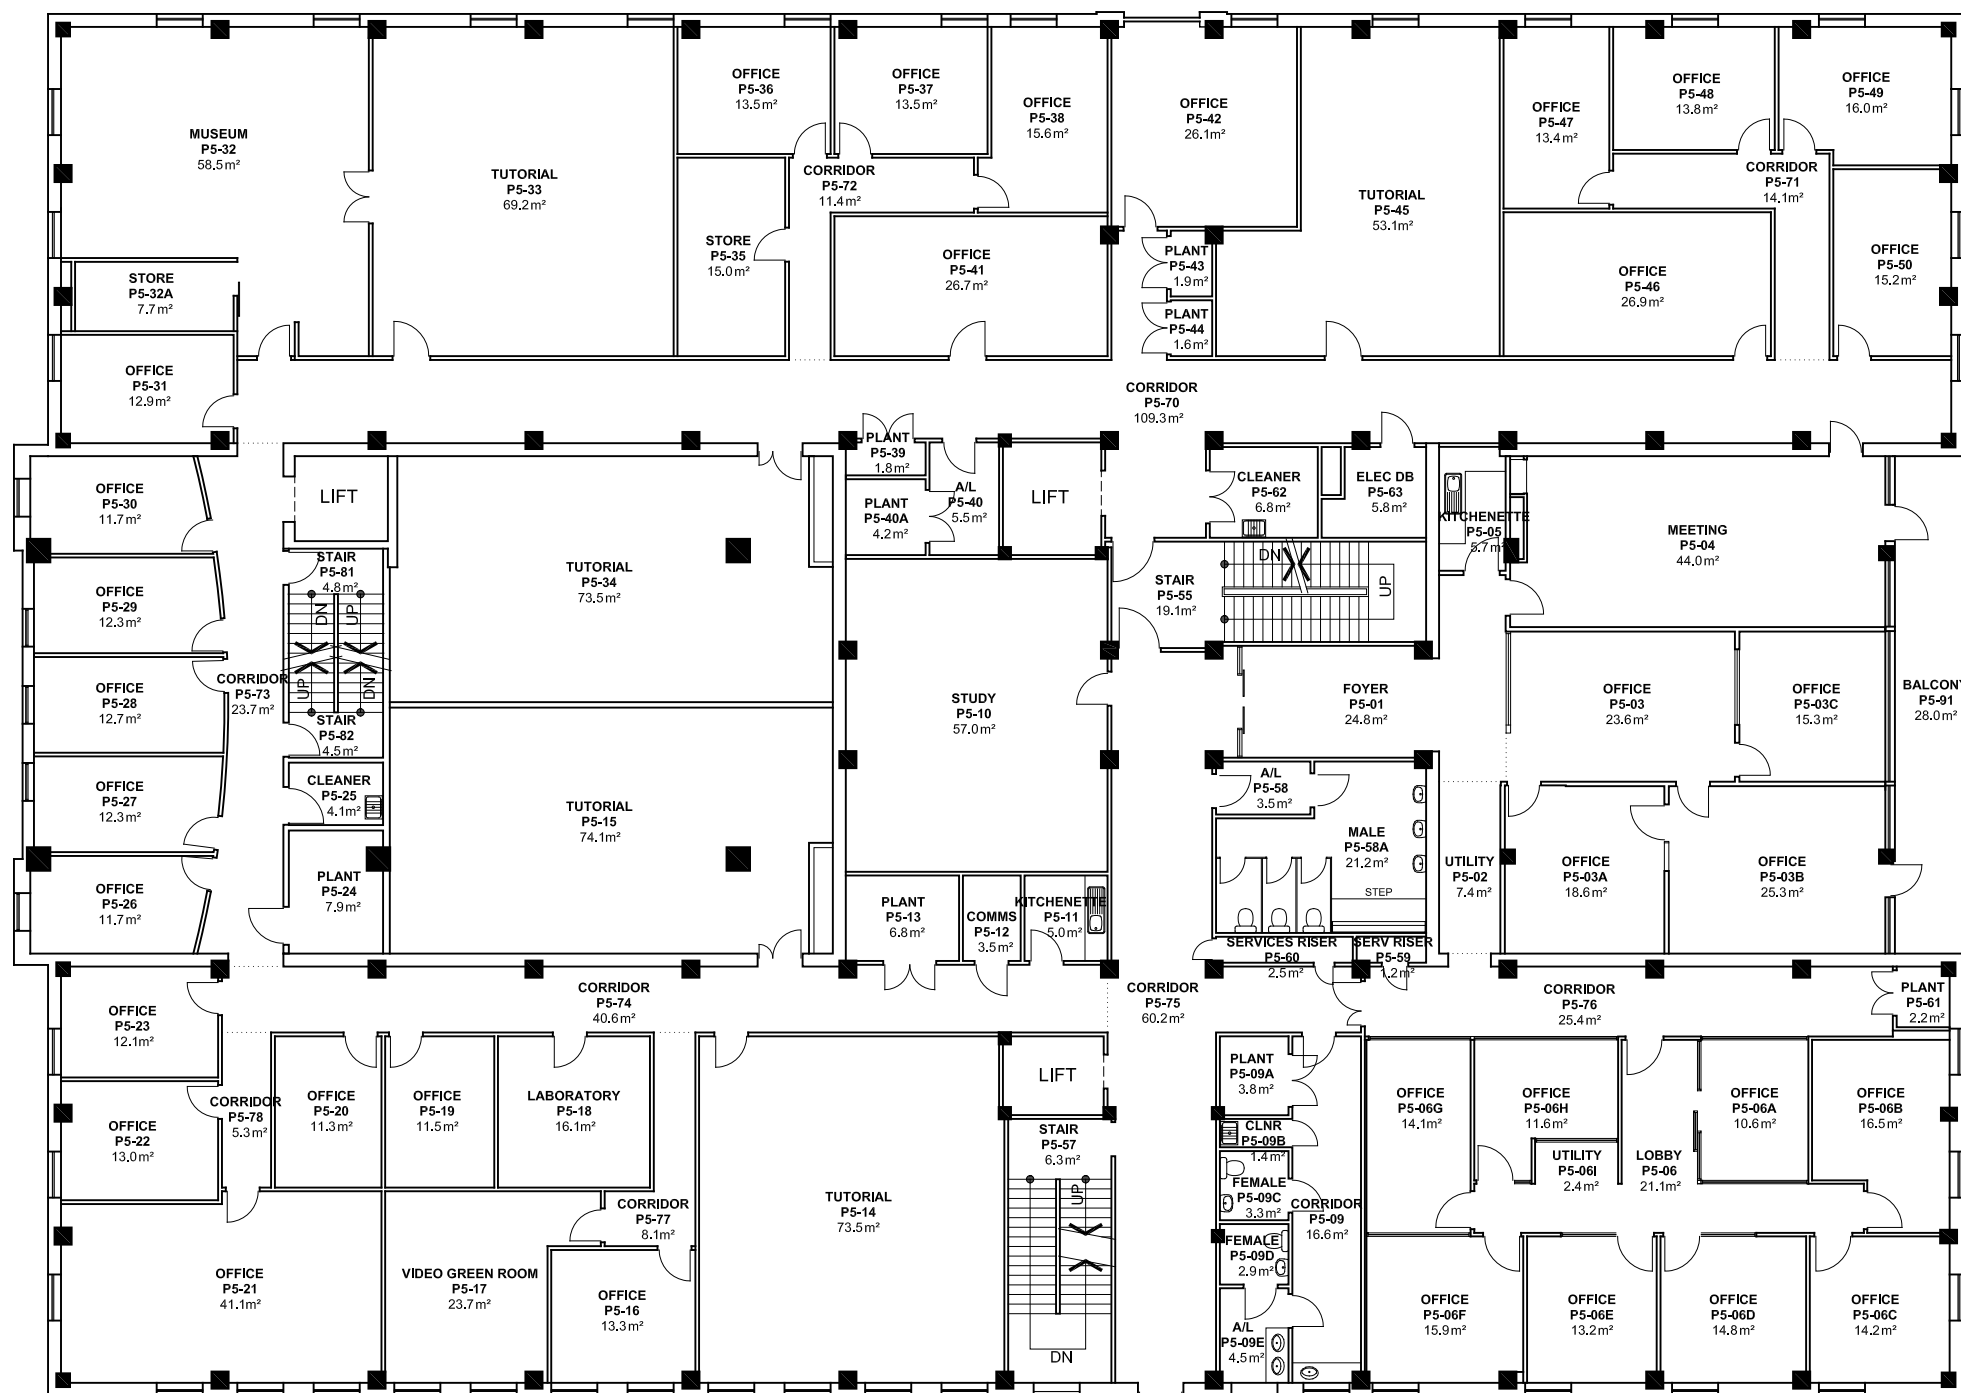 MUSEUM
P5-32
58.5m²
TUTORIAL
P5-33
69.2m²
OFFICE
P5-36
13.5m²
OFFICE
P5-37
13.5m²
OFFICE
P5-38
15.6m²
OFFICE
P5-42
26.1m²
TUTORIAL
P5-45
53.1m²
OFFICE
P5-47
13.4m²
OFFICE
P5-48
13.8m²
OFFICE
P5-49
16.0m²
CORRIDOR
P5-72
11.4m²
CORRIDOR
P5-71
14.1m²
STORE
P5-35
15.0m²
OFFICE
P5-41
26.7m²
PLANT
P5-43
1.9m²
PLANT
P5-44
1.6m²
OFFICE
P5-46
26.9m²
OFFICE
P5-50
15.2m²
STORE
P5-32A
7.7m²
OFFICE
P5-31
12.9m²
CORRIDOR
P5-70
109.3m²
OFFICE
P5-30
11.7m²
LIFT
PLANT
P5-39
1.8m²
PLANT
P5-40A
4.2m²
A/L
P5-40
5.5m²
LIFT
CLEANER
P5-62
6.8m²
ELEC DB
P5-63
5.8m²
KITCHENETTE
P5-05
5.7m²
MEETING
P5-04
44.0m²
OFFICE
P5-29
12.3m²
STAIR
P5-81
4.8m²
DN
UP
UP
DN
TUTORIAL
P5-34
73.5m²
STAIR
P5-55
19.1m²
DN
UP
OFFICE
P5-28
12.7m²
CORRIDOR
P5-73
23.7m²
STAIR
P5-82
4.5m²
STUDY
P5-10
57.0m²
FOYER
P5-01
24.8m²
OFFICE
P5-03
23.6m²
OFFICE
P5-03C
15.3m²
BALCONY
P5-91
28.0m²
OFFICE
P5-27
12.3m²
CLEANER
P5-25
4.1m²
TUTORIAL
P5-15
74.1m²
A/L
P5-58
3.5m²
MALE
P5-58A
21.2m²
STEP
UTILITY
P5-02
7.4m²
OFFICE
P5-03A
18.6m²
OFFICE
P5-03B
25.3m²
OFFICE
P5-26
11.7m²
PLANT
P5-24
7.9m²
PLANT
P5-13
6.8m²
COMMS
P5-12
3.5m²
KITCHENETTE
P5-11
5.0m²
SERVICES RISER
P5-60
2.5m²
SERV RISER
P5-59
1.2m²
OFFICE
P5-23
12.1m²
CORRIDOR
P5-74
40.6m²
CORRIDOR
P5-75
60.2m²
CORRIDOR
P5-76
25.4m²
PLANT
P5-61
2.2m²
OFFICE
P5-22
13.0m²
CORRIDOR
P5-78
5.3m²
OFFICE
P5-20
11.3m²
OFFICE
P5-19
11.5m²
LABORATORY
P5-18
16.1m²
LIFT
PLANT
P5-09A
3.8m²
OFFICE
P5-06G
14.1m²
OFFICE
P5-06H
11.6m²
OFFICE
P5-06A
10.6m²
OFFICE
P5-06B
16.5m²
STAIR
P5-57
6.3m²
UP
DN
CLNR
P5-09B
1.4m²
FEMALE
P5-09C
3.3m²
CORRIDOR
P5-09
16.6m²
UTILITY
P5-06I
2.4m²
LOBBY
P5-06
21.1m²
TUTORIAL
P5-14
73.5m²
CORRIDOR
P5-77
8.1m²
FEMALE
P5-09D
2.9m²
OFFICE
P5-21
41.1m²
VIDEO GREEN ROOM
P5-17
23.7m²
OFFICE
P5-16
13.3m²
A/L
P5-09E
4.5m²
OFFICE
P5-06F
15.9m²
OFFICE
P5-06E
13.2m²
OFFICE
P5-06D
14.8m²
OFFICE
P5-06C
14.2m²